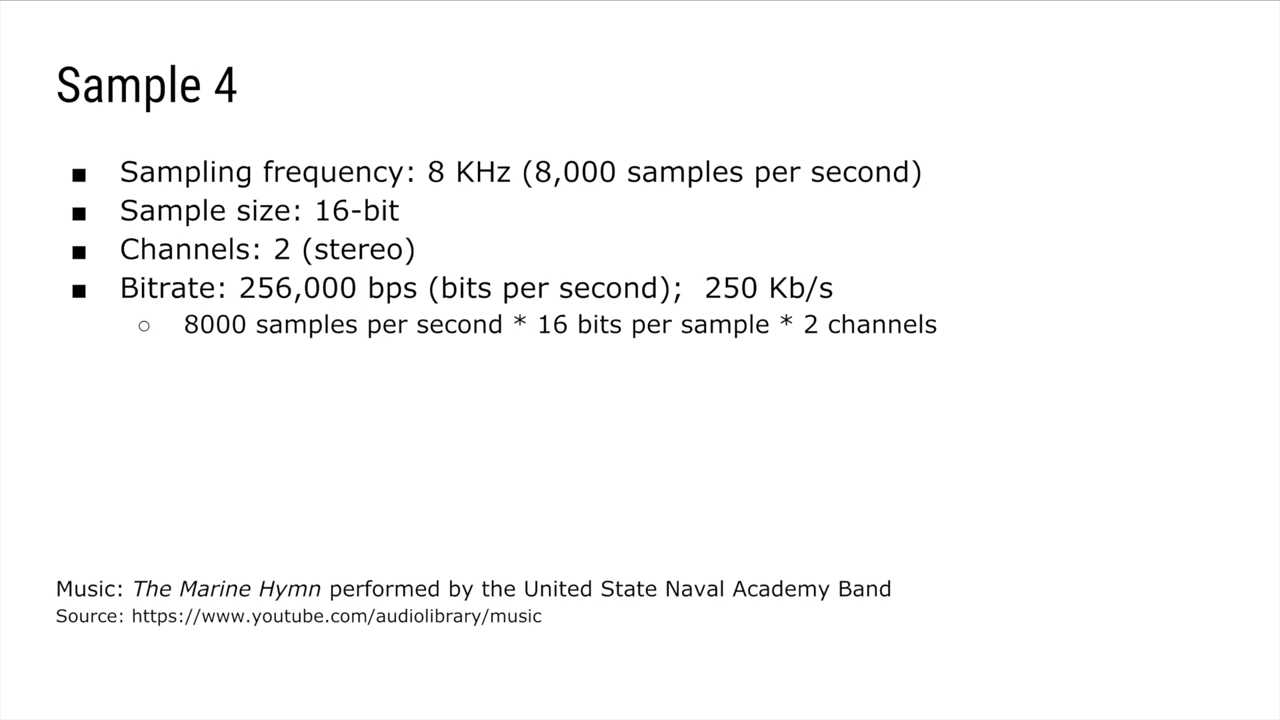 Sample 4
■ Sampling frequency: 8 KHz (8,000 samples per second)
■ Sample size: 16-bit
■ Channels: 2 (stereo)
■ Bitrate: 256,000 bps (bits per second);  250 Kb/s
○ 8000 samples per second * 16 bits per sample * 2 channels
Music: The Marine Hymn performed by the United State Naval Academy Band
Source: https://www.youtube.com/audiolibrary/music